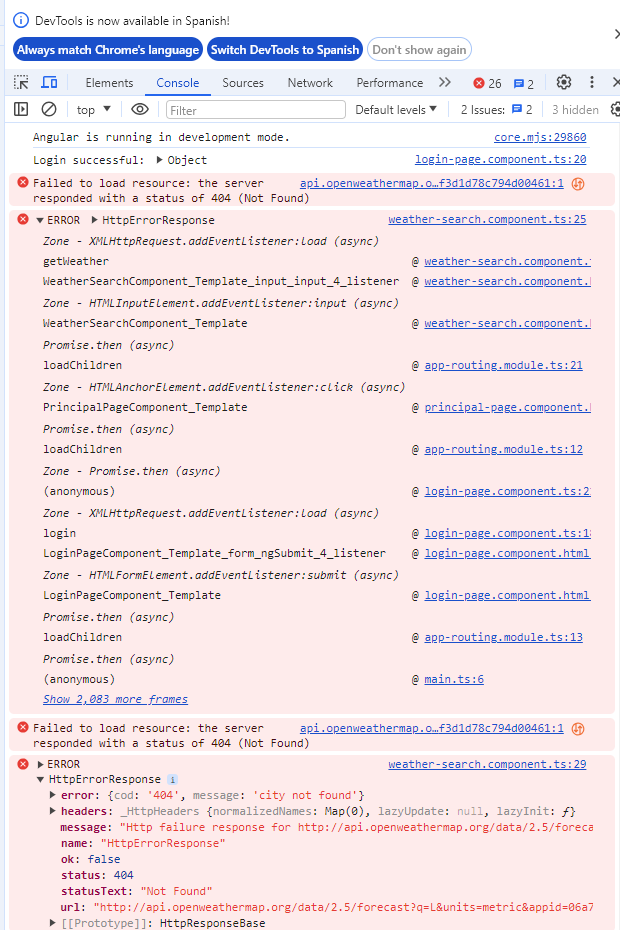 DevTools is now available in Spanish!
Always match Chrome's language Switch DevTools to Spanish Don't show again
Elements Console Sources Network Performance 26 2
top Filter Default levels 2 Issues: 2 3 hidden
Angular is running in development mode. core.mjs:29860
Login successful: Object login-page.component.ts:20
Failed to load resource: the server api.openweathermap.o…f3d1d78c794d00461:1
responded with a status of 404 (Not Found)
ERROR HttpErrorResponse weather-search.component.ts:25
Zone - XMLHttpRequest.addEventListener:load (async)
getWeather @ weather-search.component.
WeatherSearchComponent_Template_input_input_4_listener @ weather-search.component.
Zone - HTMLInputElement.addEventListener:input (async)
WeatherSearchComponent_Template @ weather-search.component.
Promise.then (async)
loadChildren @ app-routing.module.ts:21
Zone - HTMLAnchorElement.addEventListener:click (async)
PrincipalPageComponent_Template @ principal-page.component.
Promise.then (async)
loadChildren @ app-routing.module.ts:12
Zone - Promise.then (async)
(anonymous) @ login-page.component.ts:2
Zone - XMLHttpRequest.addEventListener:load (async)
login @ login-page.component.ts:18
LoginPageComponent_Template_form_ngSubmit_4_listener @ login-page.component.html
Zone - HTMLFormElement.addEventListener:submit (async)
LoginPageComponent_Template @ login-page.component.html
Promise.then (async)
loadChildren @ app-routing.module.ts:13
Promise.then (async)
(anonymous) @ main.ts:6
Show 2,083 more frames
Failed to load resource: the server api.openweathermap.o…f3d1d78c794d00461:1
responded with a status of 404 (Not Found)
ERROR weather-search.component.ts:29
HttpErrorResponse i
error: {cod: '404', message: 'city not found'}
headers: _HttpHeaders {normalizedNames: Map(0), lazyUpdate: null, lazyInit: ƒ}
message: "Http failure response for http://api.openweathermap.org/data/2.5/foreca
name: "HttpErrorResponse"
ok: false
status: 404
statusText: "Not Found"
url: "http://api.openweathermap.org/data/2.5/forecast?q=L&units=metric&appid=06a7
[[Prototype]]: HttpResponseBase